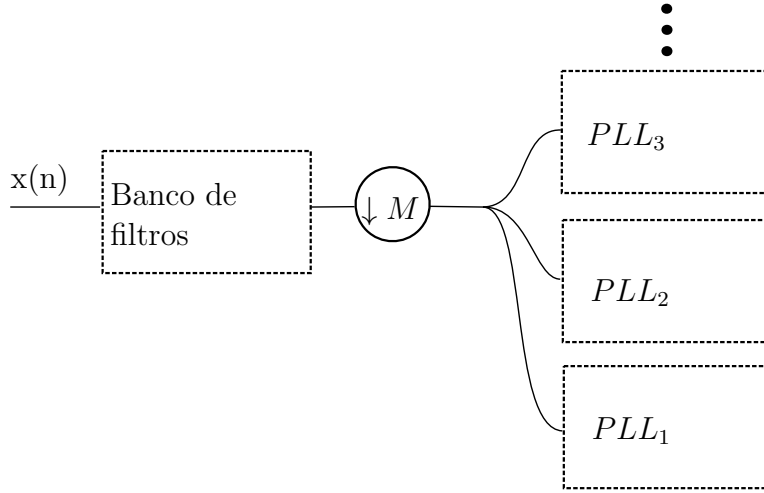 x(n)
Banco de
filtros
↓ M
PLL₃
PLL₂
PLL₁